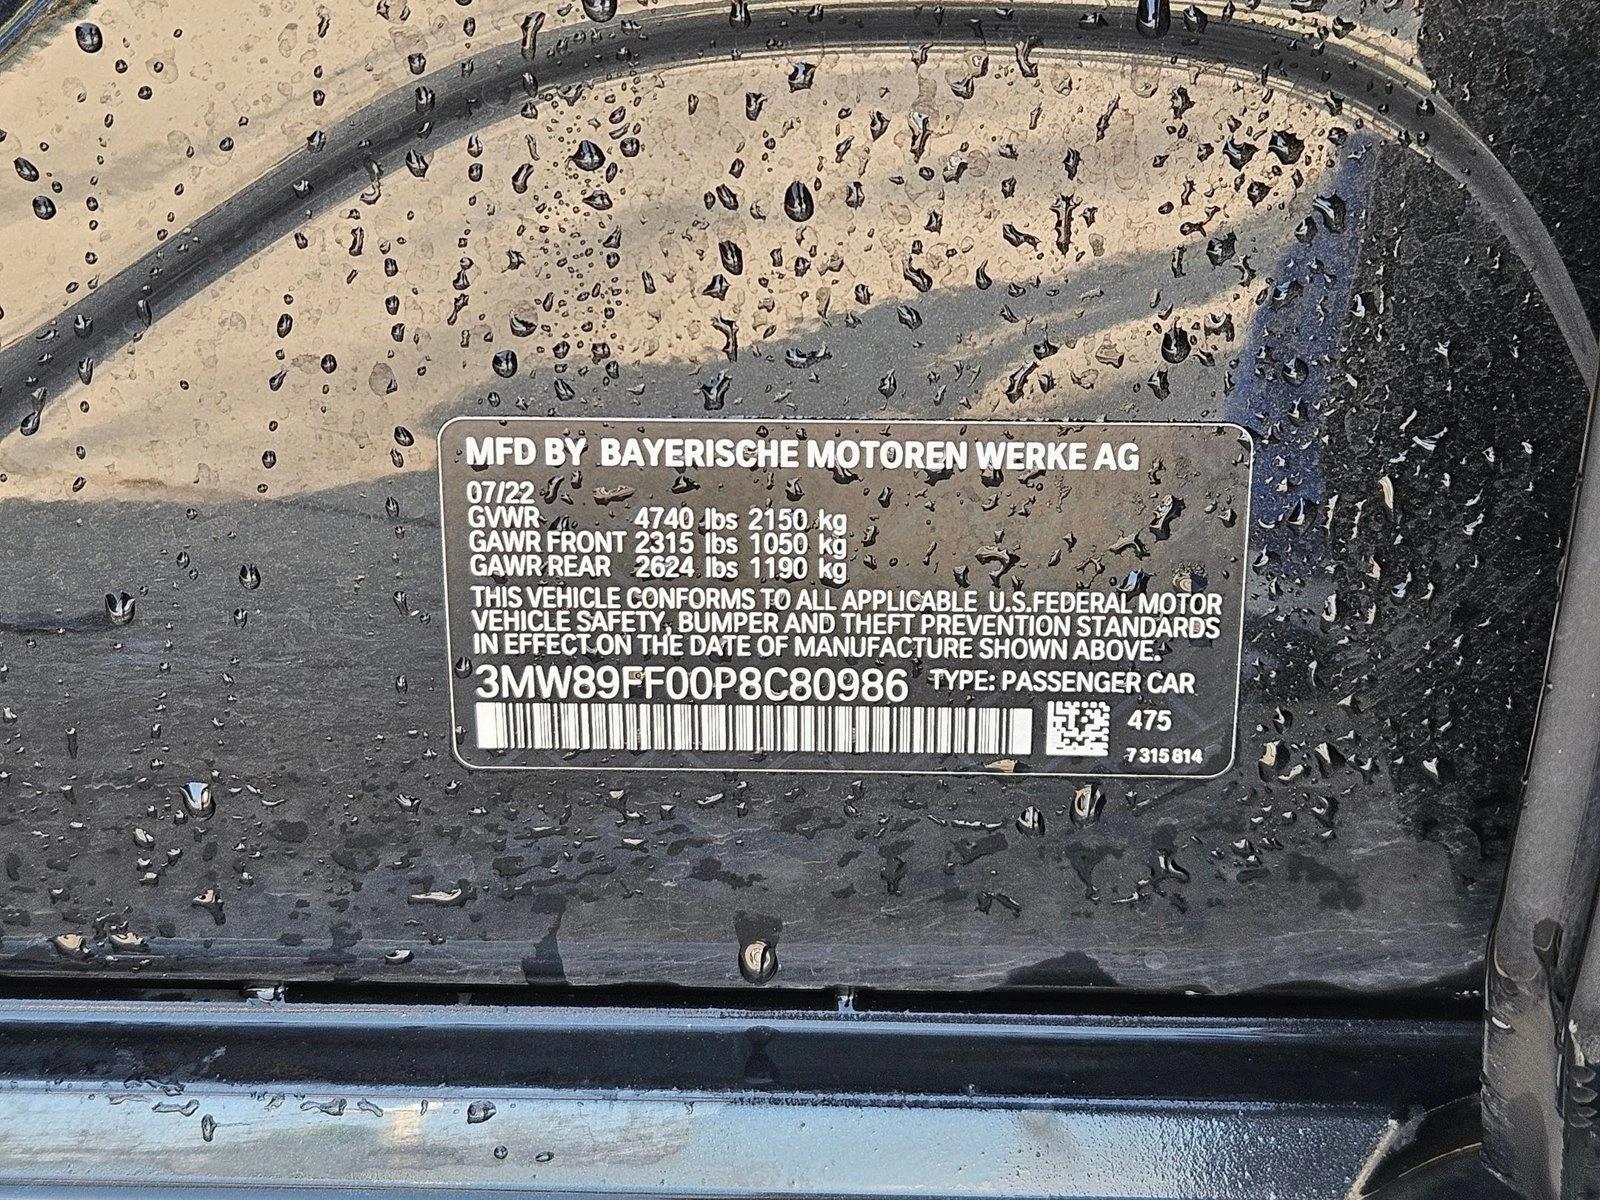 MFD BY BAYERISCHE MOTOREN WERKE AG
07/22
GVWR 4740 lbs 2150 kg
GAWR FRONT 2315 lbs 1050 kg
GAWR REAR 2624 lbs 1190 kg
THIS VEHICLE CONFORMS TO ALL APPLICABLE U.S.FEDERAL MOTOR
VEHICLE SAFETY, BUMPER AND THEFT PREVENTION STANDARDS
IN EFFECT ON THE DATE OF MANUFACTURE SHOWN ABOVE.
3MW89FF00P8C80986 TYPE: PASSENGER CAR
475
7 315 814